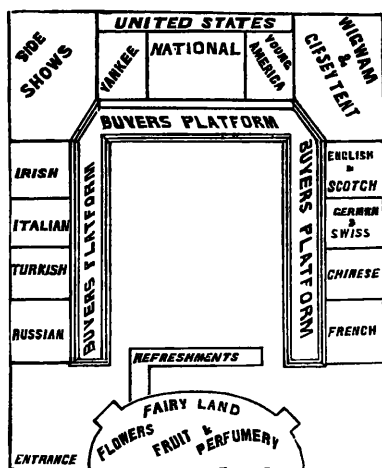 UNITED STATES
SIDE
SHOWS
YANKEE
NATIONAL
YOUNG
AMERICA
WIGWAM
&
GIFSEY TENT
BUYERS PLATFORM
BUYERS PLATFORM
BUYERS PLATFORM
IRISH
ITALIAN
TURKISH
RUSSIAN
ENGLISH
&
SCOTCH
GERMAN
&
SWISS
CHINESE
FRENCH
REFRESHMENTS
FAIRY LAND
FLOWERS
FRUIT &
PERFUMERY
ENTRANCE